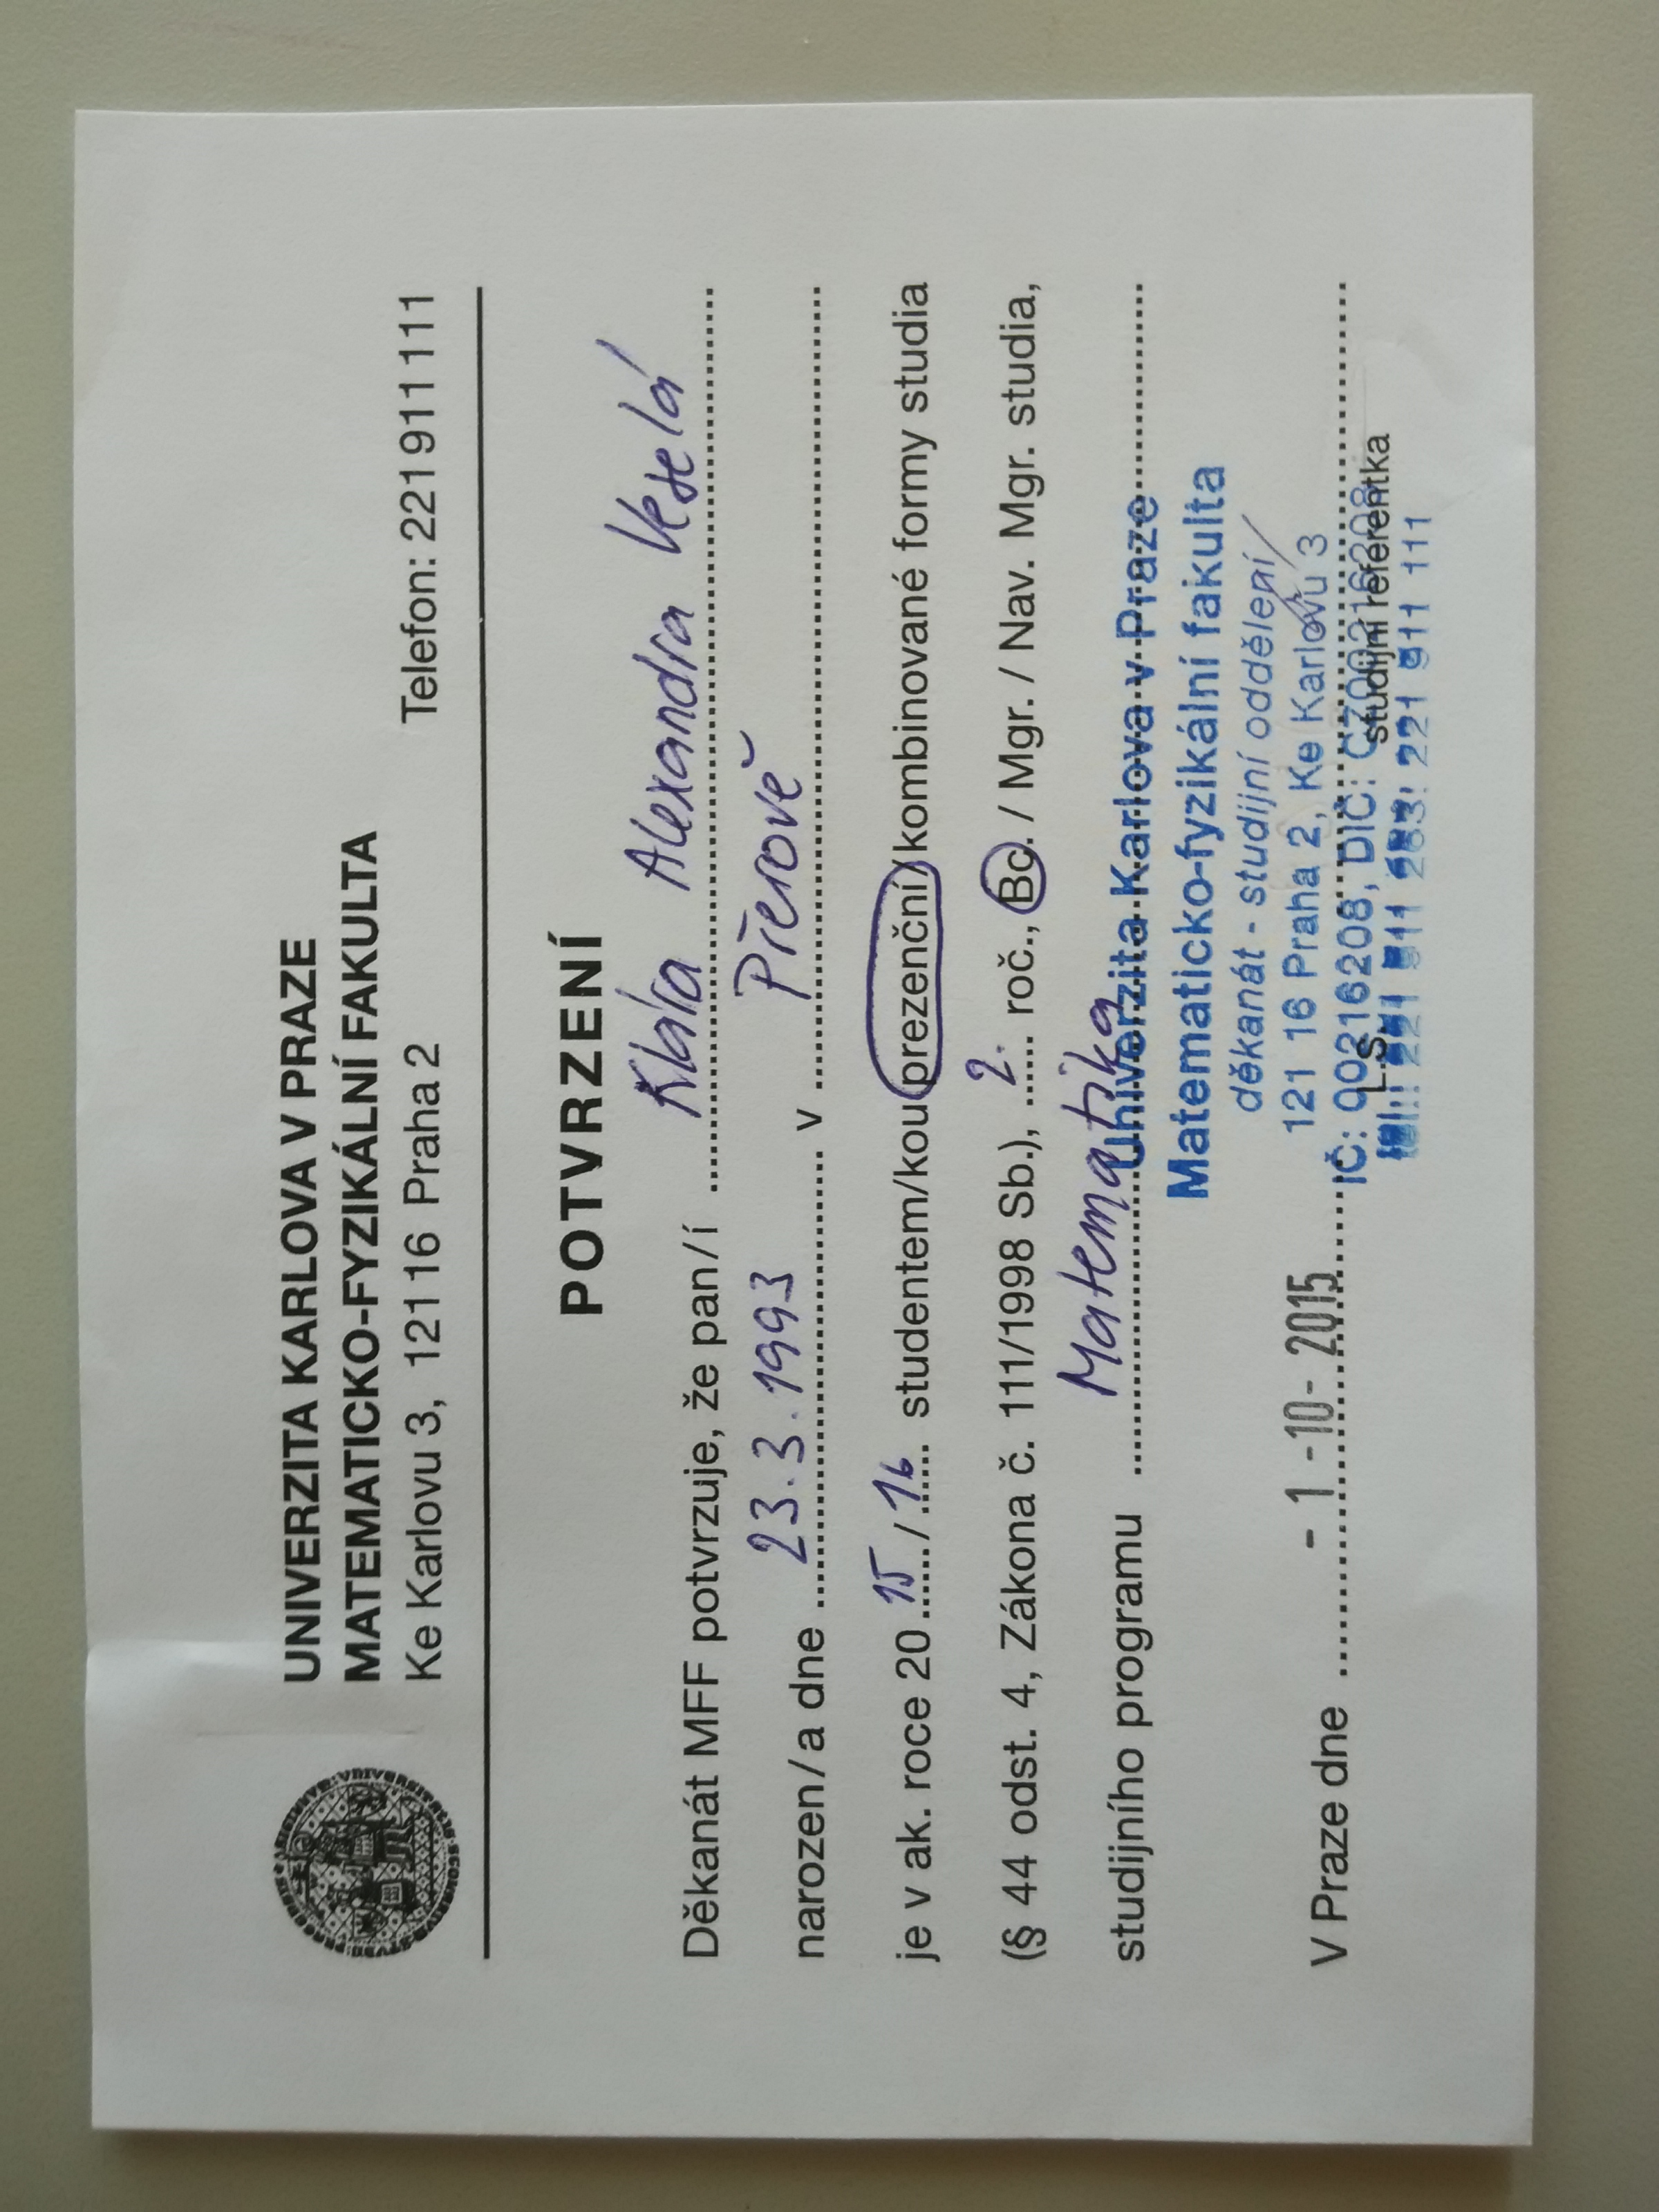 UNIVERZITA KARLOVA V PRAZE
MATEMATICKO-FYZIKÁLNÍ FAKULTA
Ke Karlovu 3, 121 16 Praha 2 Telefon: 221 911 111
POTVRZENÍ
Děkanát MFF potvrzuje, že pan/í Klára Alexandra Veselá
narozen/a dne 23.3.1993 v Přerově
je v ak. roce 2015/16 studentem/kou prezenční/kombinované formy studia
(§ 44 odst. 4, Zákona č. 111/1998 Sb.), 2. roč., Bc. / Mgr. / Nav. Mgr. studia,
studijního programu Matematika
Univerzita Karlova v Praze
Matematicko-fyzikální fakulta
děkanát - studijní oddělení
121 16 Praha 2, Ke Karlovu 3
V Praze dne - 1 -10- 2015
IČ: 00216208, DIČ: CZ00216208
L.S. studijní referentka
221 911 111